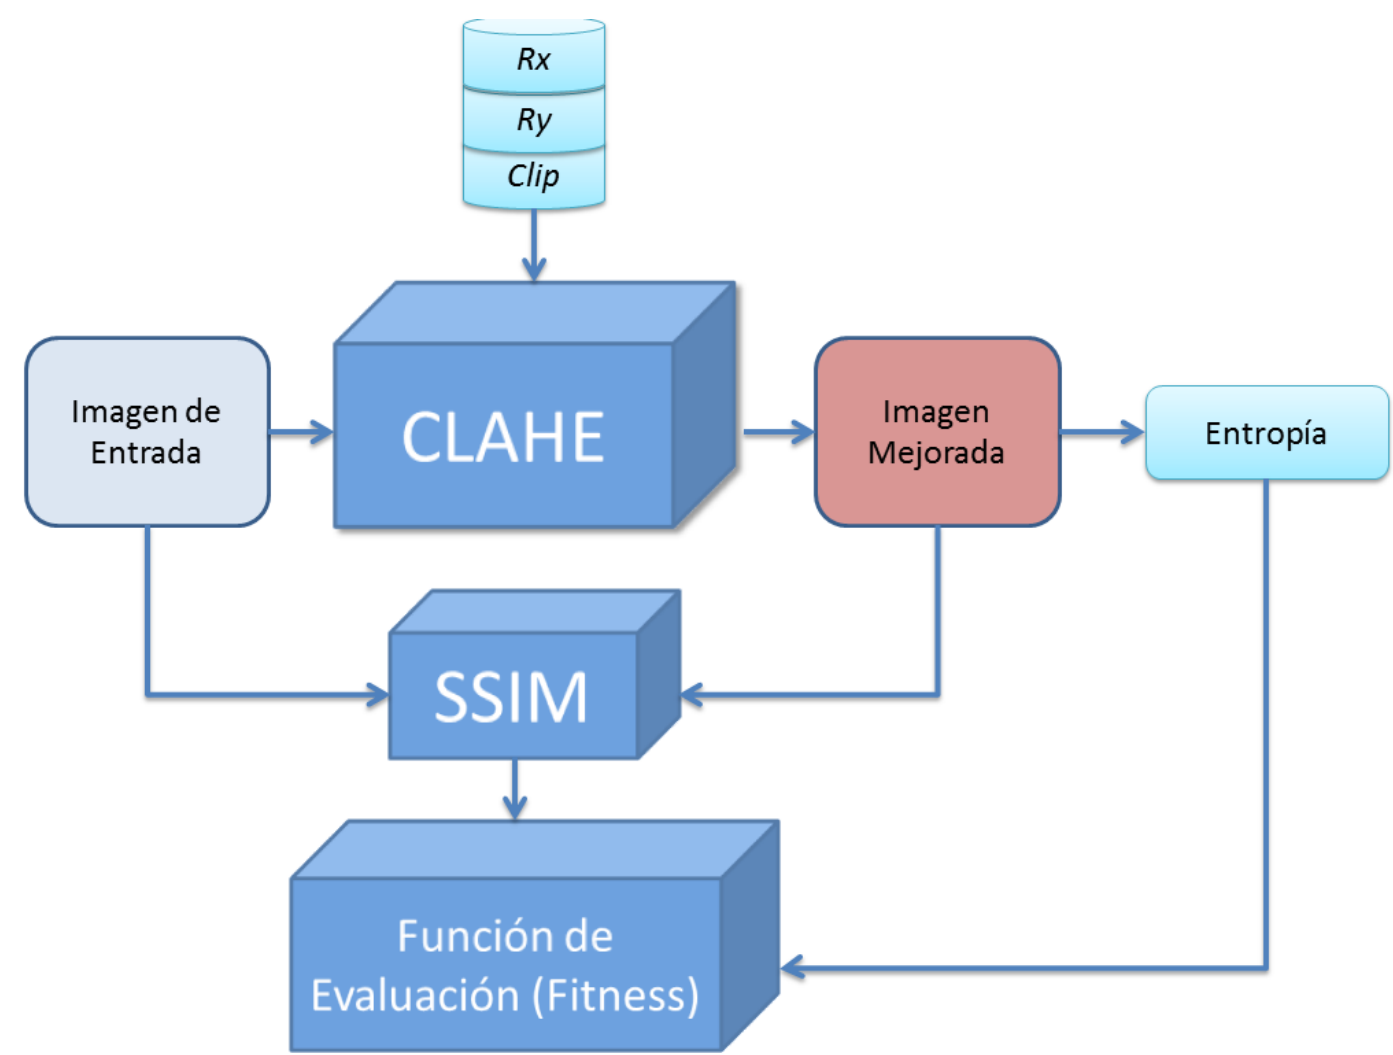 Rx
Ry
Clip
Imagen de
Entrada
CLAHE
Imagen
Mejorada
Entropía
SSIM
Función de
Evaluación (Fitness)